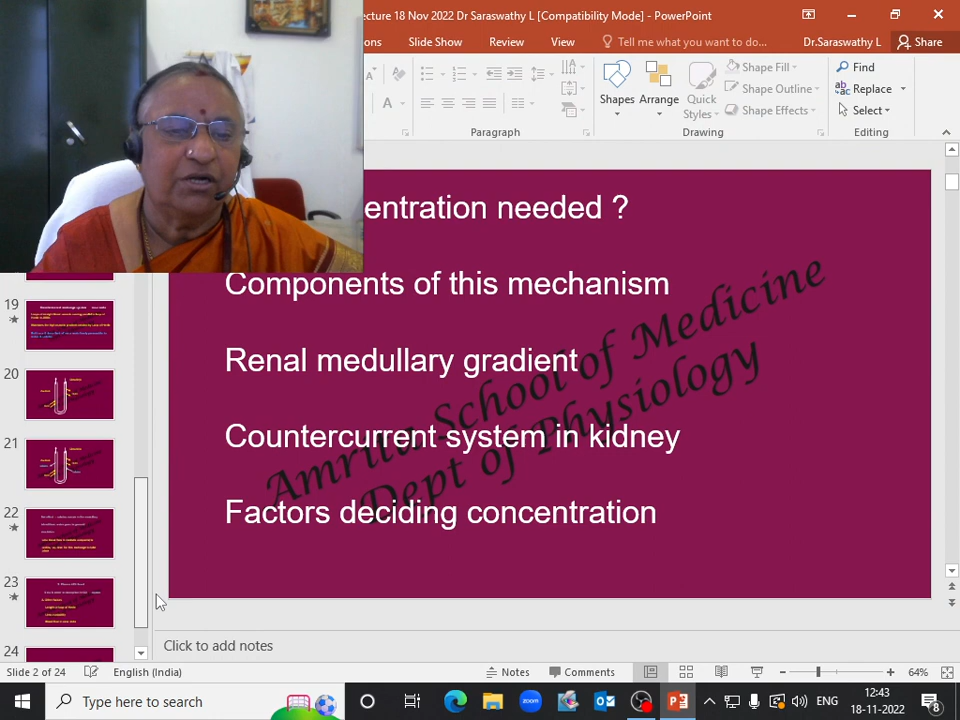 ecture 18 Nov 2022 Dr Saraswathy L [Compatibility Mode] - PowerPoint
ons Slide Show Review View Tell me what you want to do... Dr.Saraswathy L Share
A
Shapes Arrange Quick Styles
Shape Fill
Shape Outline
Shape Effects
Find
Replace
Select
Paragraph Drawing Editing
entration needed ?
Components of this mechanism
Renal medullary gradient
Countercurrent system in kidney
Factors deciding concentration
Amrita School of Medicine
Dept of Physiology
19
20
21
22
23
24
Click to add notes
Slide 2 of 24 English (India) Notes Comments 64%
Type here to search zoom ENG 12:43
18-11-2022 8